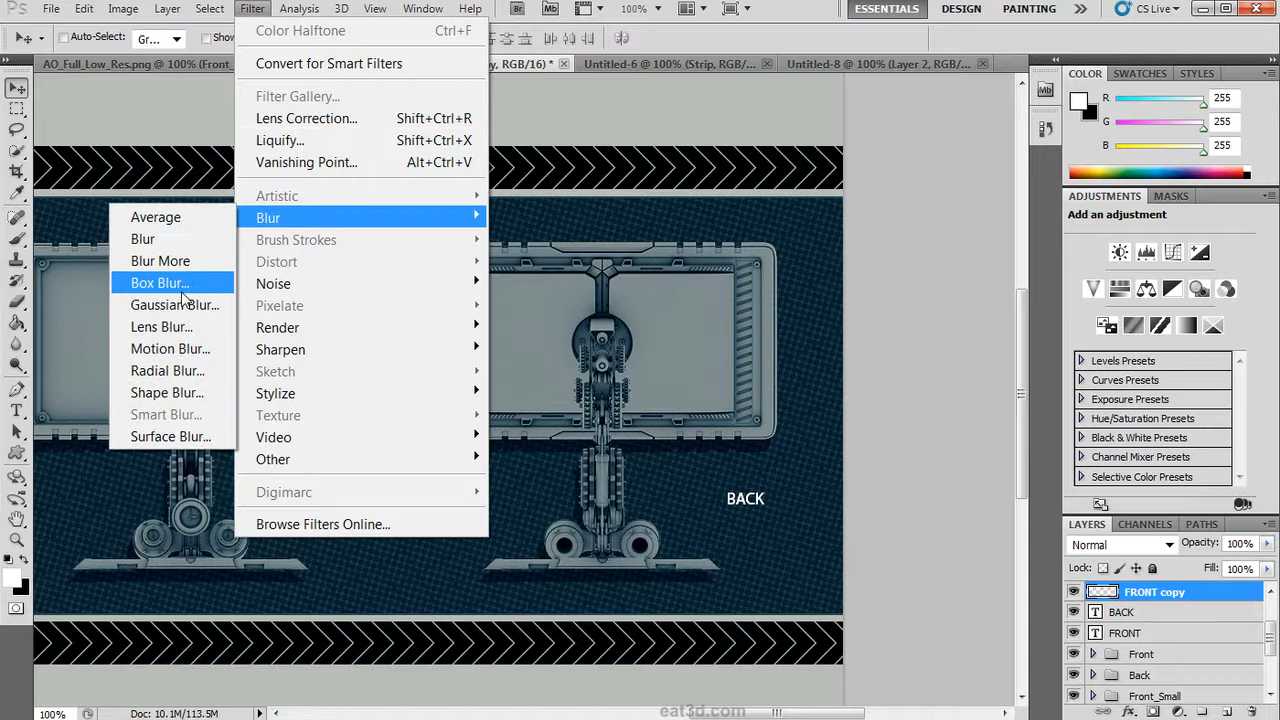 Ps File Edit Image Layer Select Filter Analysis 3D View Window Help Br Mb 100% ESSENTIALS DESIGN PAINTING >> CS Live
Auto-Select: Gr... Show
AO_Full_Low_Res.png @ 100% (Front_ y, RGB/16) * Untitled-6 @ 100% (Strip, RGB/... Untitled-8 @ 100% (Layer 2, RGB/...
Color Halftone Ctrl+F
Convert for Smart Filters
Filter Gallery...
Lens Correction... Shift+Ctrl+R
Liquify... Shift+Ctrl+X
Vanishing Point... Alt+Ctrl+V
Artistic
Blur
Brush Strokes
Distort
Noise
Pixelate
Render
Sharpen
Sketch
Stylize
Texture
Video
Other
Digimarc
Browse Filters Online...
Average
Blur
Blur More
Box Blur...
Gaussian Blur...
Lens Blur...
Motion Blur...
Radial Blur...
Shape Blur...
Smart Blur...
Surface Blur...
BACK
Mb
COLOR SWATCHES STYLES
R 255
G 255
B 255
ADJUSTMENTS MASKS
Add an adjustment
Levels Presets
Curves Presets
Exposure Presets
Hue/Saturation Presets
Black & White Presets
Channel Mixer Presets
Selective Color Presets
LAYERS CHANNELS PATHS
Normal Opacity: 100%
Lock: Fill: 100%
FRONT copy
T BACK
T FRONT
Front
Back
Front_Small
100% Doc: 10.1M/113.5M
eat3d.com